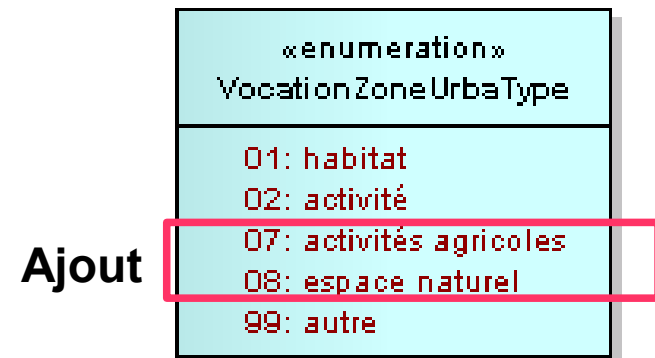 «enumeration»
VocationZoneUrbaType
01: habitat
02: activité
07: activités agricoles
Ajout
08: espace naturel
99: autre